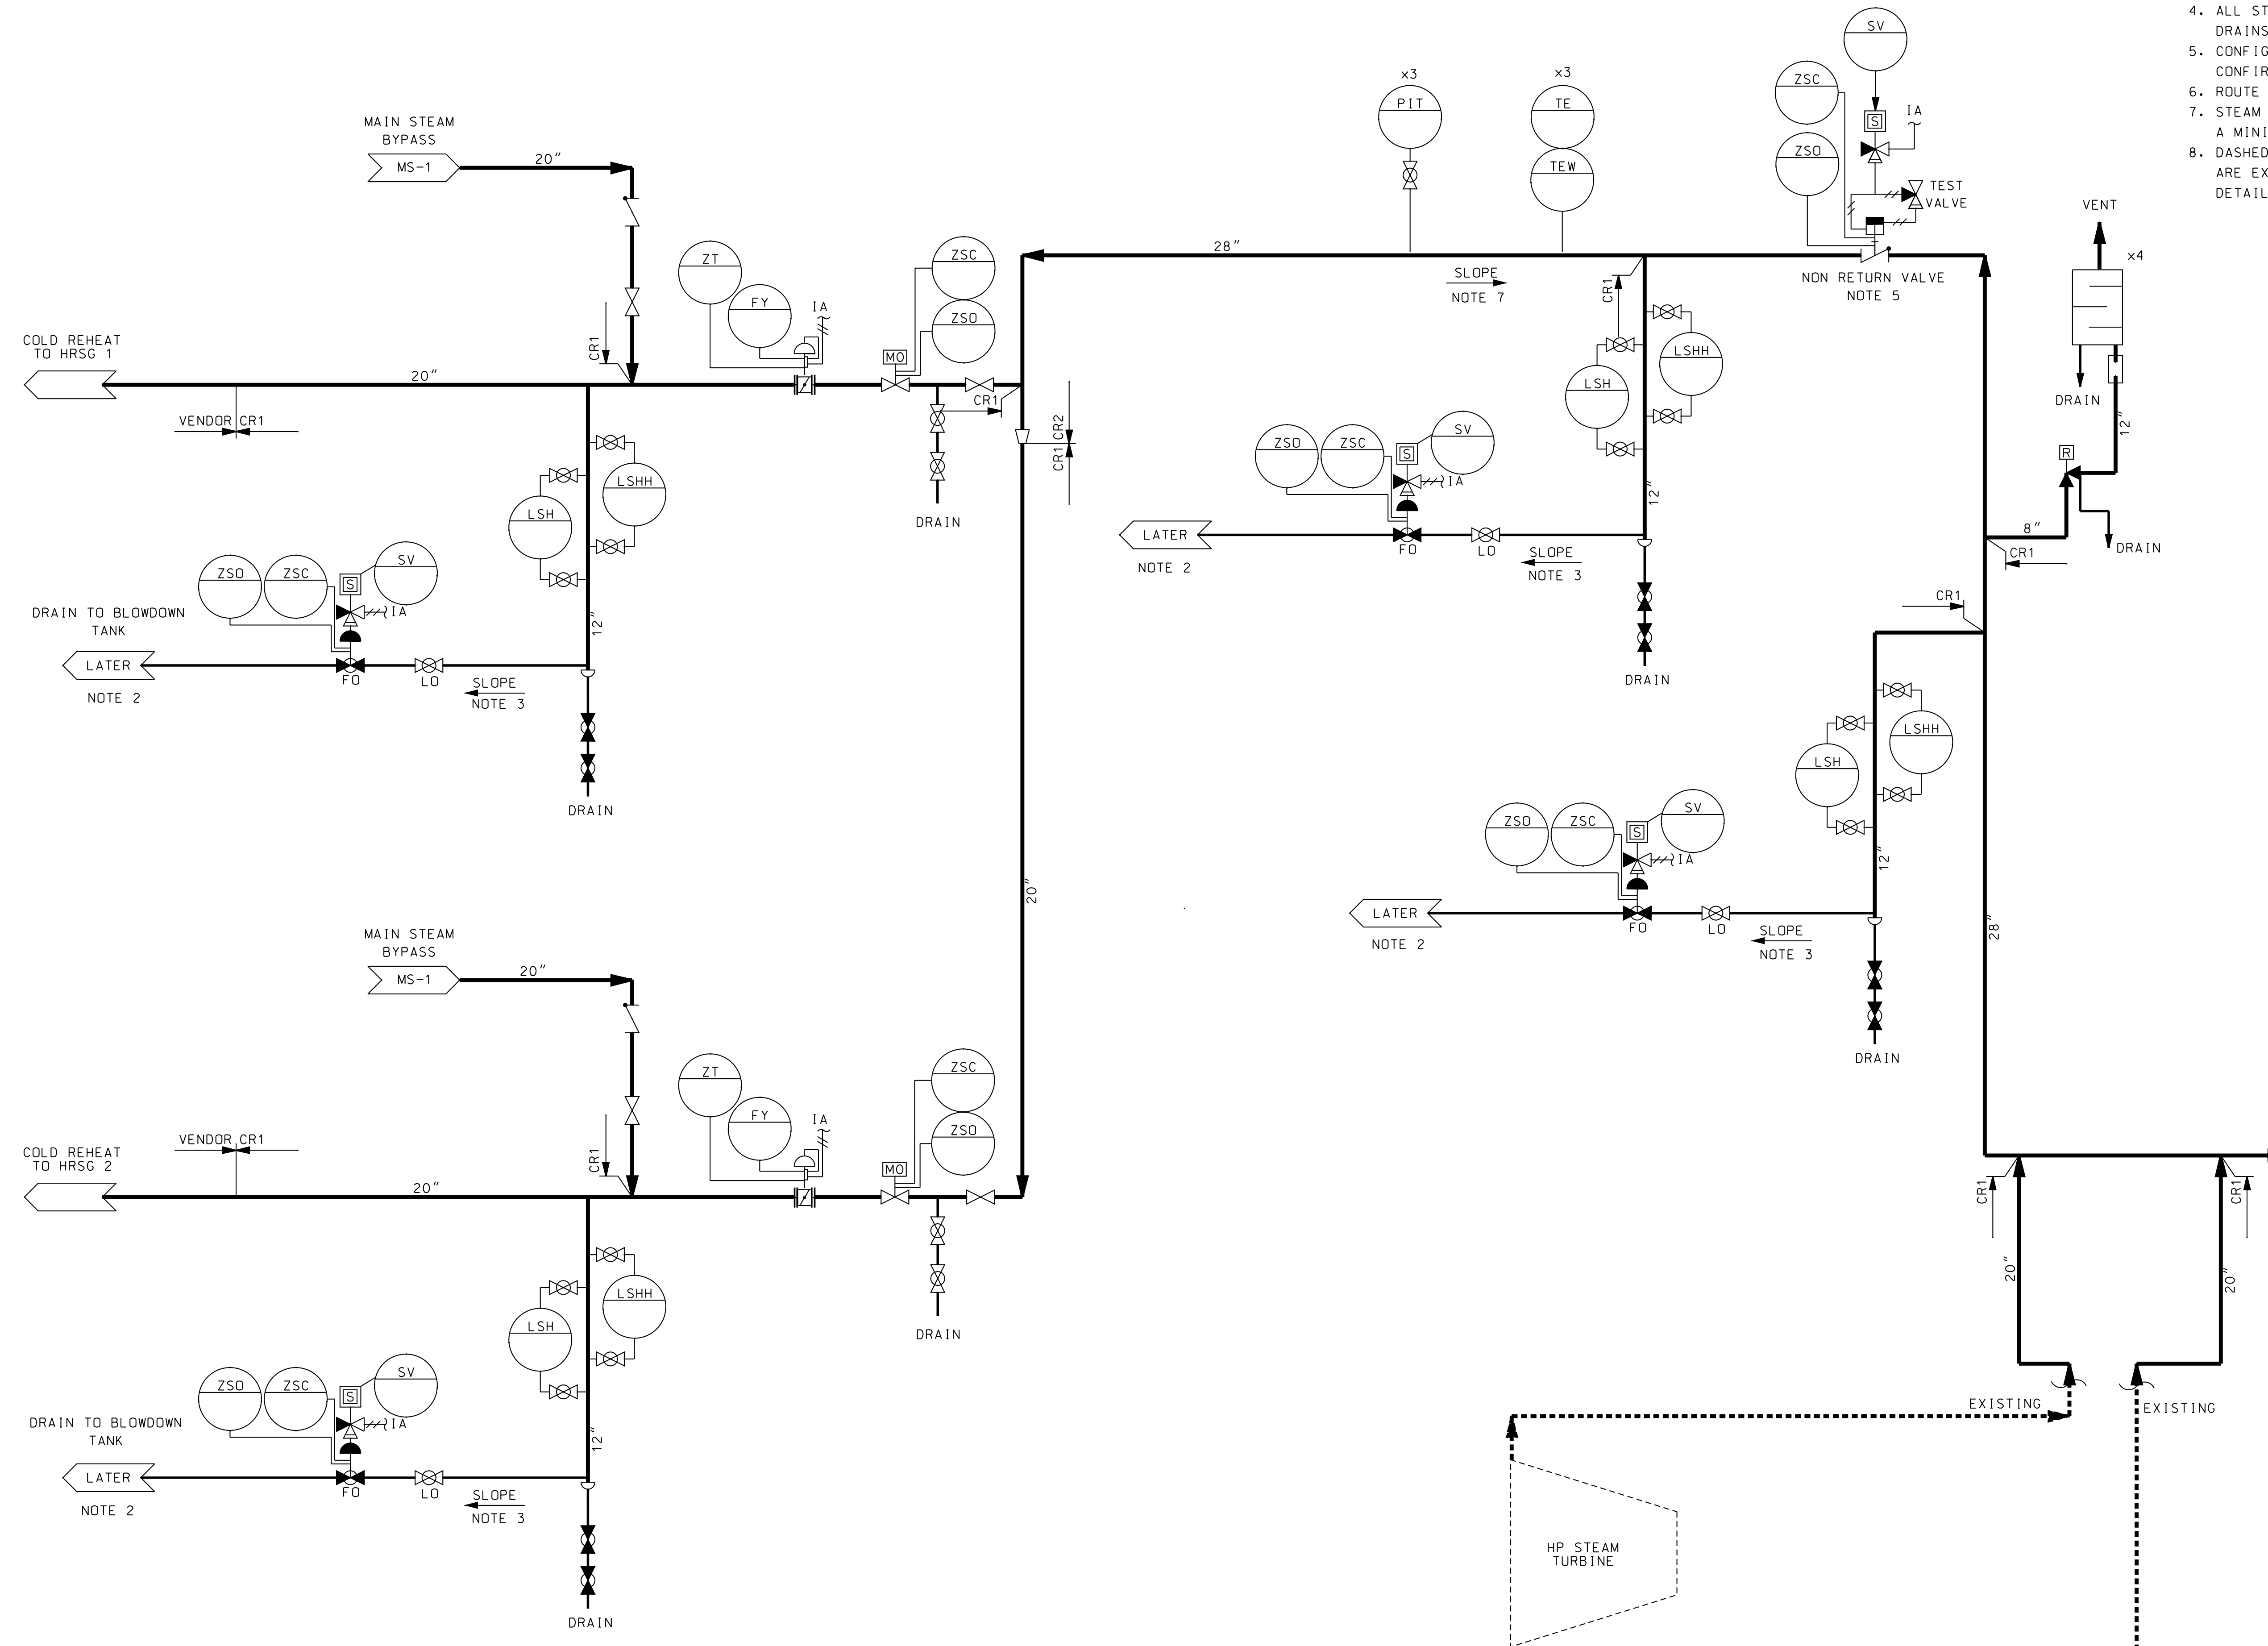 4. ALL ST
DRAINS
5. CONFIG
CONFIR
6. ROUTE
7. STEAM
A MINI
8. DASHED
ARE EX
DETAIL
SV
ZSC
S
IA
ZSO
TEST
VALVE
NON RETURN VALVE
NOTE 5
x3
PIT
x3
TE
TEW
28"
SLOPE
NOTE 7
VENT
x4
DRAIN
12"
R
8"
DRAIN
CR1
CR1
MAIN STEAM
BYPASS
MS-1
20"
CR1
ZT
FY
IA
ZSC
ZSO
MO
COLD REHEAT
TO HRSG 1
20"
VENDOR
CR1
CR1
DRAIN
CR1
CR2
LSHH
LSH
12"
ZSO
ZSC
SV
S
IA
DRAIN TO BLOWDOWN
TANK
LATER
NOTE 2
FO
LO
SLOPE
NOTE 3
DRAIN
CR1
LSHH
LSH
12"
ZSO
ZSC
SV
S
IA
LATER
NOTE 2
FO
LO
SLOPE
NOTE 3
DRAIN
LSHH
LSH
12"
ZSO
ZSC
SV
S
IA
LATER
NOTE 2
FO
LO
SLOPE
NOTE 3
DRAIN
20"
28"
MAIN STEAM
BYPASS
MS-1
20"
CR1
ZT
FY
IA
ZSC
ZSO
MO
VENDOR
CR1
COLD REHEAT
TO HRSG 2
20"
DRAIN
LSHH
LSH
12"
ZSO
ZSC
SV
S
IA
DRAIN TO BLOWDOWN
TANK
LATER
NOTE 2
FO
LO
SLOPE
NOTE 3
DRAIN
CR1
CR1
20"
20"
EXISTING
EXISTING
HP STEAM
TURBINE